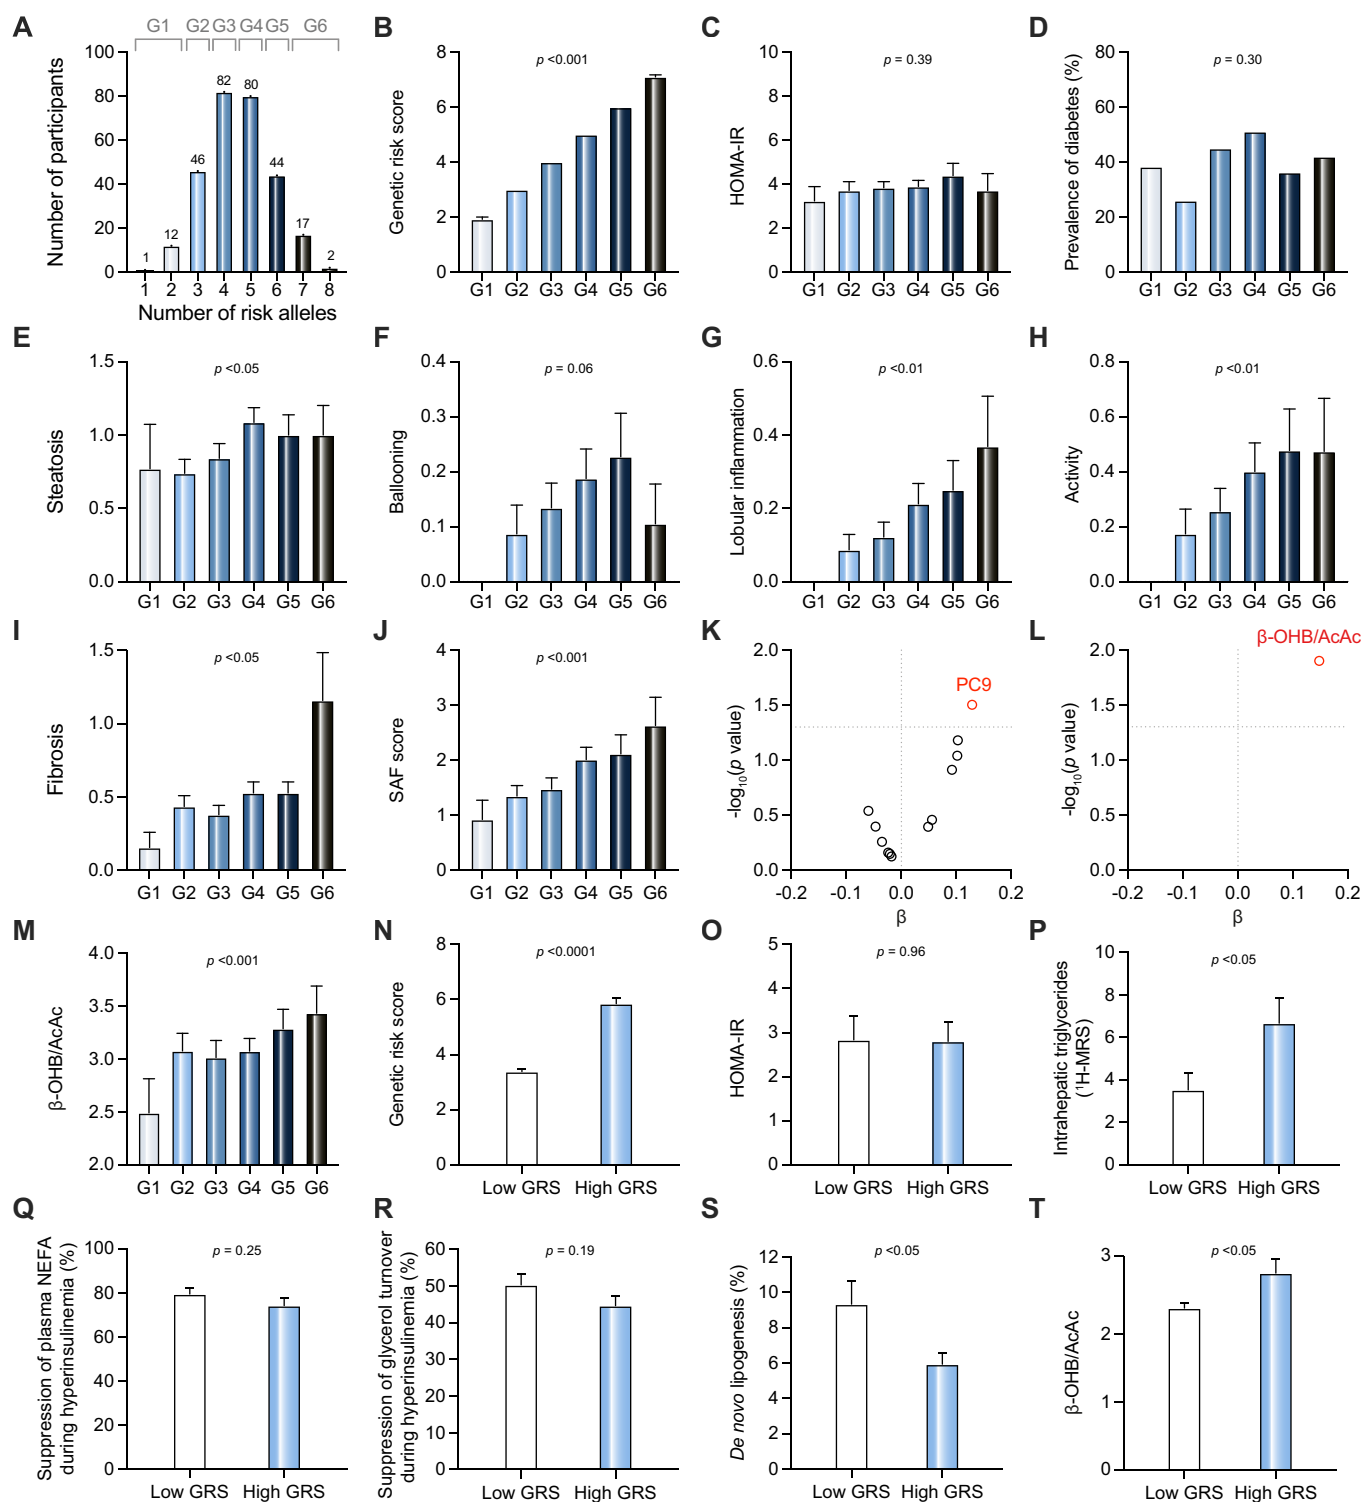 A
G1 G2 G3 G4 G5 G6
Number of participants
100
80
60
40
20
0
1 12 46 82 80 44 17 2
1 2 3 4 5 6 7 8
Number of risk alleles
B
p <0.001
Genetic risk score
8
6
4
2
0
G1 G2 G3 G4 G5 G6
C
p = 0.39
HOMA-IR
10
8
6
4
2
0
G1 G2 G3 G4 G5 G6
D
p = 0.30
Prevalence of diabetes (%)
80
60
40
20
0
G1 G2 G3 G4 G5 G6
E
p <0.05
Steatosis
1.5
1.0
0.5
0.0
G1 G2 G3 G4 G5 G6
F
p = 0.06
Ballooning
0.4
0.3
0.2
0.1
0.0
G1 G2 G3 G4 G5 G6
G
p <0.01
Lobular inflammation
0.6
0.4
0.2
0.0
G1 G2 G3 G4 G5 G6
H
p <0.01
Activity
0.8
0.6
0.4
0.2
0.0
G1 G2 G3 G4 G5 G6
I
p <0.05
Fibrosis
1.5
1.0
0.5
0.0
G1 G2 G3 G4 G5 G6
J
p <0.001
SAF score
4
3
2
1
0
G1 G2 G3 G4 G5 G6
K
PC9
-log10(p value)
2.0
1.5
1.0
0.5
0.0
-0.2 -0.1 0.0 0.1 0.2
β
L
β-OHB/AcAc
-log10(p value)
2.0
1.5
1.0
0.5
0.0
-0.2 -0.1 0.0 0.1 0.2
β
M
p <0.001
β-OHB/AcAc
4.0
3.5
3.0
2.5
2.0
G1 G2 G3 G4 G5 G6
N
p <0.0001
Genetic risk score
8
6
4
2
0
Low GRS High GRS
O
p = 0.96
HOMA-IR
5
4
3
2
1
0
Low GRS High GRS
P
p <0.05
Intrahepatic triglycerides
(¹H-MRS)
10
8
6
4
2
0
Low GRS High GRS
Q
p = 0.25
Suppression of plasma NEFA
during hyperinsulinemia (%)
100
80
60
40
20
0
Low GRS High GRS
R
p = 0.19
Suppression of glycerol turnover
during hyperinsulinemia (%)
60
50
40
30
20
10
0
Low GRS High GRS
S
p <0.05
De novo lipogenesis (%)
12
10
8
6
4
2
0
Low GRS High GRS
T
p <0.05
β-OHB/AcAc
3
2
1
0
Low GRS High GRS